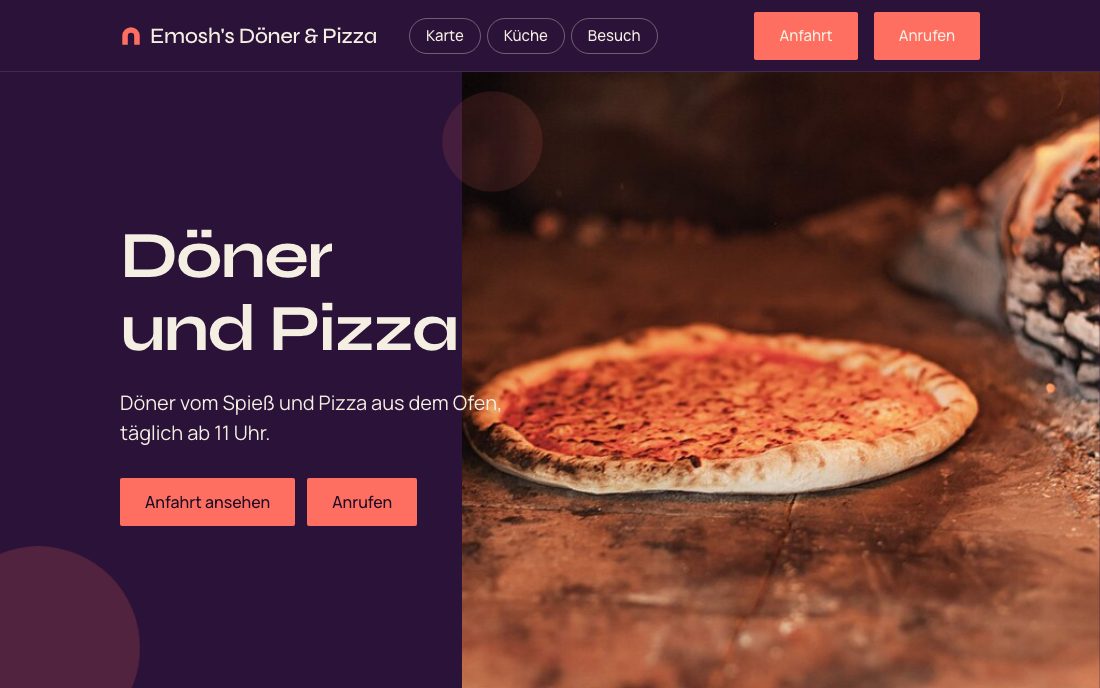 Emosh's Döner & Pizza
Karte
Küche
Besuch
Anfahrt
Anrufen
Döner
und Pizza
Döner vom Spieß und Pizza aus dem Ofen,
täglich ab 11 Uhr.
Anfahrt ansehen
Anrufen